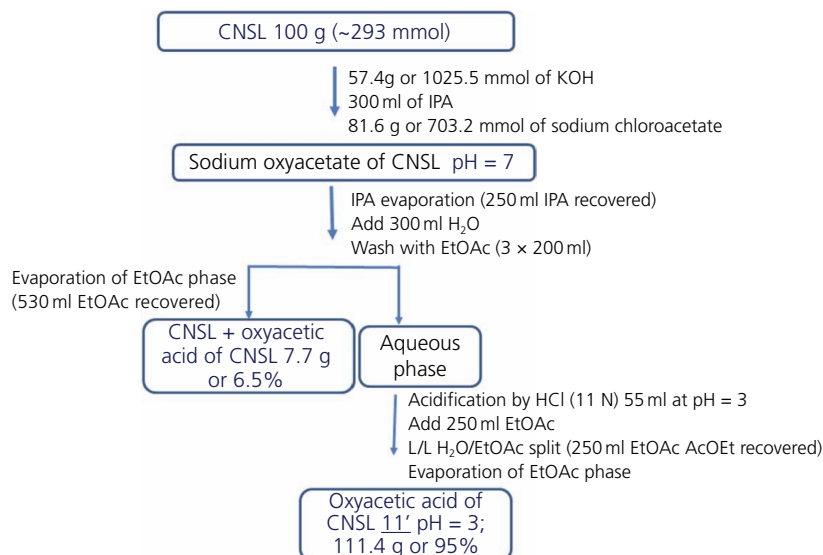 CNSL 100 g (~293 mmol)
57.4g or 1025.5 mmol of KOH
300 ml of IPA
81.6 g or 703.2 mmol of sodium chloroacetate
Sodium oxyacetate of CNSL pH = 7
IPA evaporation (250 ml IPA recovered)
Add 300 ml H₂O
Wash with EtOAc (3 × 200 ml)
Evaporation of EtOAc phase
(530 ml EtOAc recovered)
CNSL + oxyacetic
acid of CNSL 7.7 g
or 6.5%
Aqueous
phase
Acidification by HCl (11 N) 55 ml at pH = 3
Add 250 ml EtOAc
L/L H₂O/EtOAc split (250 ml EtOAc AcOEt recovered)
Evaporation of EtOAc phase
Oxyacetic acid of
CNSL 11' pH = 3;
111.4 g or 95%